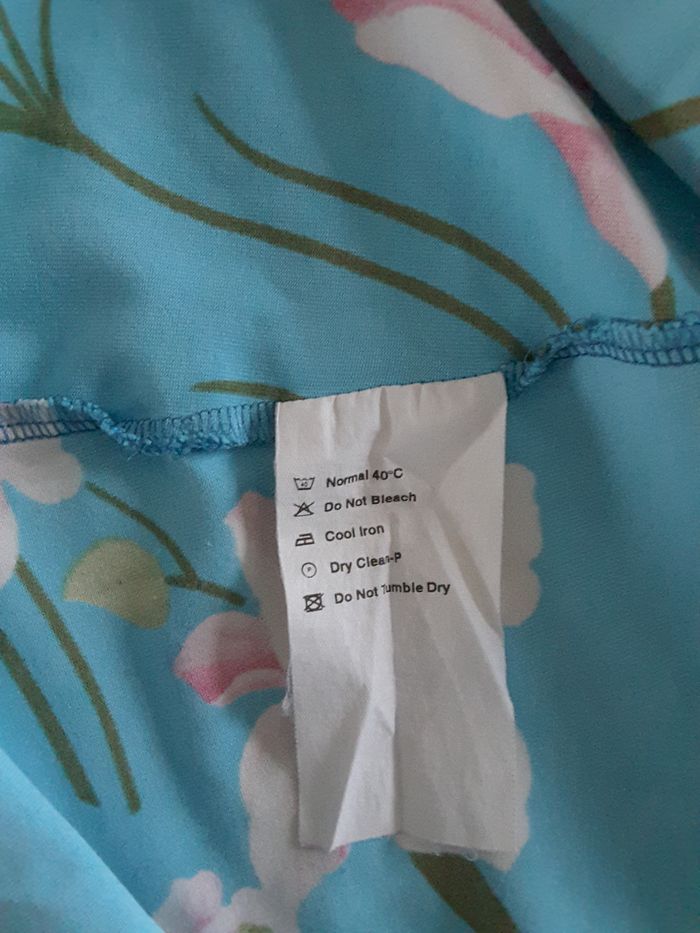 Normal 40°C
Do Not Bleach
Cool Iron
Dry Clean-P
Do Not Tumble Dry